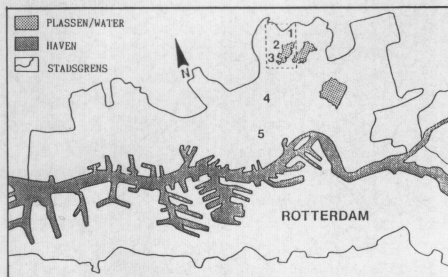 PLASSEN/WATER
HAVEN
STADSGRENS
N
1
2
3
4
5
ROTTERDAM